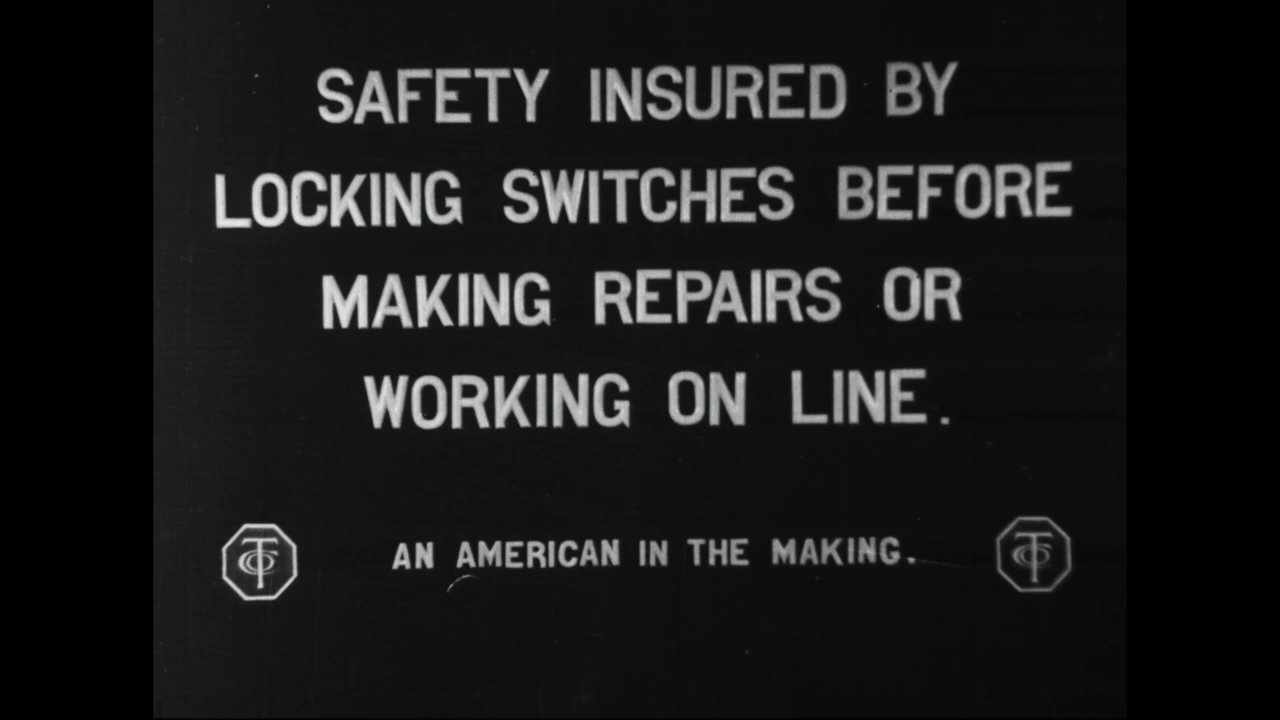 SAFETY INSURED BY
LOCKING SWITCHES BEFORE
MAKING REPAIRS OR
WORKING ON LINE.
AN AMERICAN IN THE MAKING.